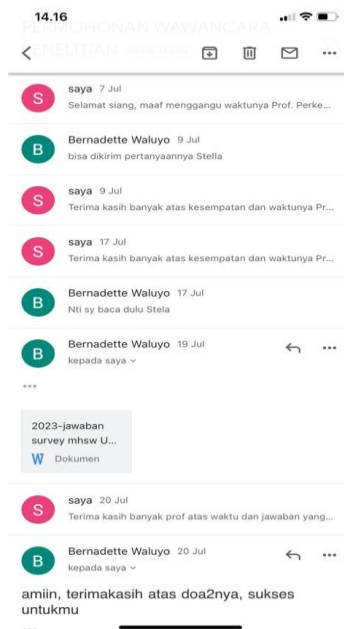 14.16
PERMOHONAN WAWANCARA
PENELITIAN
S
saya 7 Jul
Selamat siang, maaf menggangu waktunya Prof. Perke...
B
Bernadette Waluyo 9 Jul
bisa dikirim pertanyaannya Stella
S
saya 9 Jul
Terima kasih banyak atas kesempatan dan waktunya Pr...
S
saya 17 Jul
Terima kasih banyak atas kesempatan dan waktunya Pr...
B
Bernadette Waluyo 17 Jul
Nti sy baca dulu Stela
B
Bernadette Waluyo 19 Jul
kepada saya
...
2023-jawaban
survey mhsw U...
W Dokumen
S
saya 20 Jul
Terima kasih banyak prof atas waktu dan jawaban yang...
B
Bernadette Waluyo 20 Jul
kepada saya
amiin, terimakasih atas doa2nya, sukses
untukmu